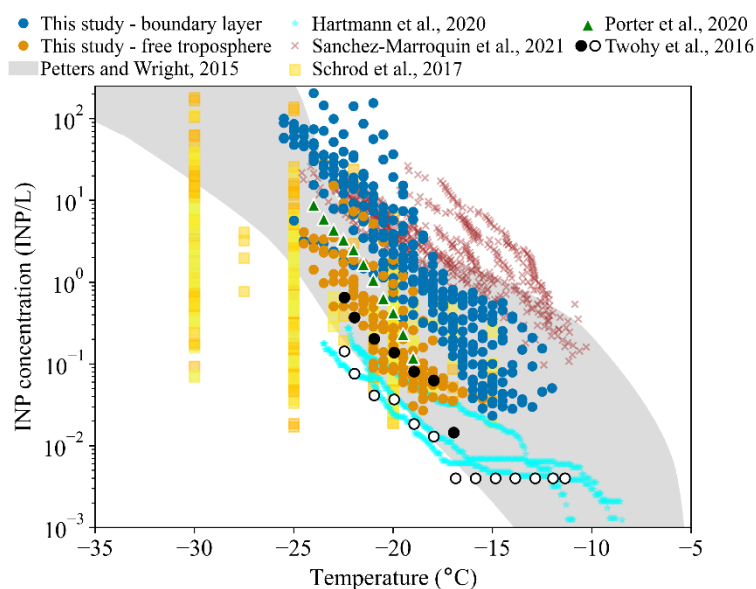 This study - boundary layer Hartmann et al., 2020 Porter et al., 2020
This study - free troposphere Sanchez-Marroquin et al., 2021 Twohy et al., 2016
Petters and Wright, 2015 Schrod et al., 2017
10²
10¹
10⁰
10⁻¹
10⁻²
10⁻³
INP concentration (INP/L)
−35 −30 −25 −20 −15 −10 −5
Temperature (°C)